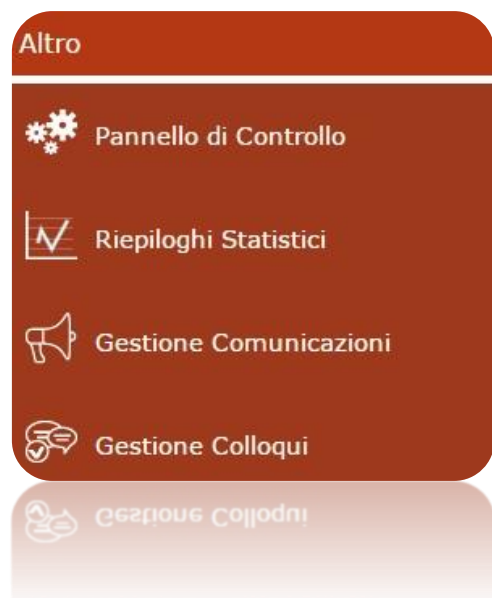 Altro
Pannello di Controllo
Riepiloghi Statistici
Gestione Comunicazioni
Gestione Colloqui